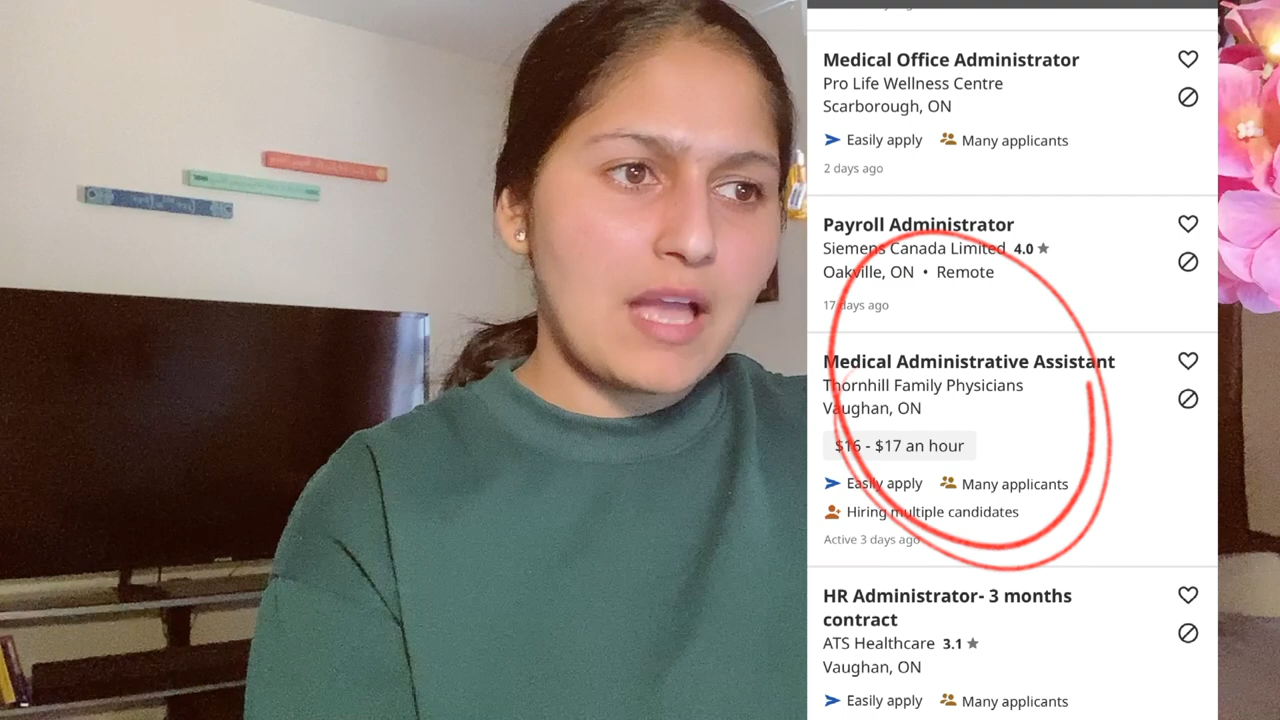 Medical Office Administrator
Pro Life Wellness Centre
Scarborough, ON
Easily apply Many applicants
2 days ago
Payroll Administrator
Siemens Canada Limited 4.0 ★
Oakville, ON • Remote
17 days ago
Medical Administrative Assistant
Thornhill Family Physicians
Vaughan, ON
$16 - $17 an hour
Easily apply Many applicants
Hiring multiple candidates
Active 3 days ago
HR Administrator- 3 months
contract
ATS Healthcare 3.1 ★
Vaughan, ON
Easily apply Many applicants